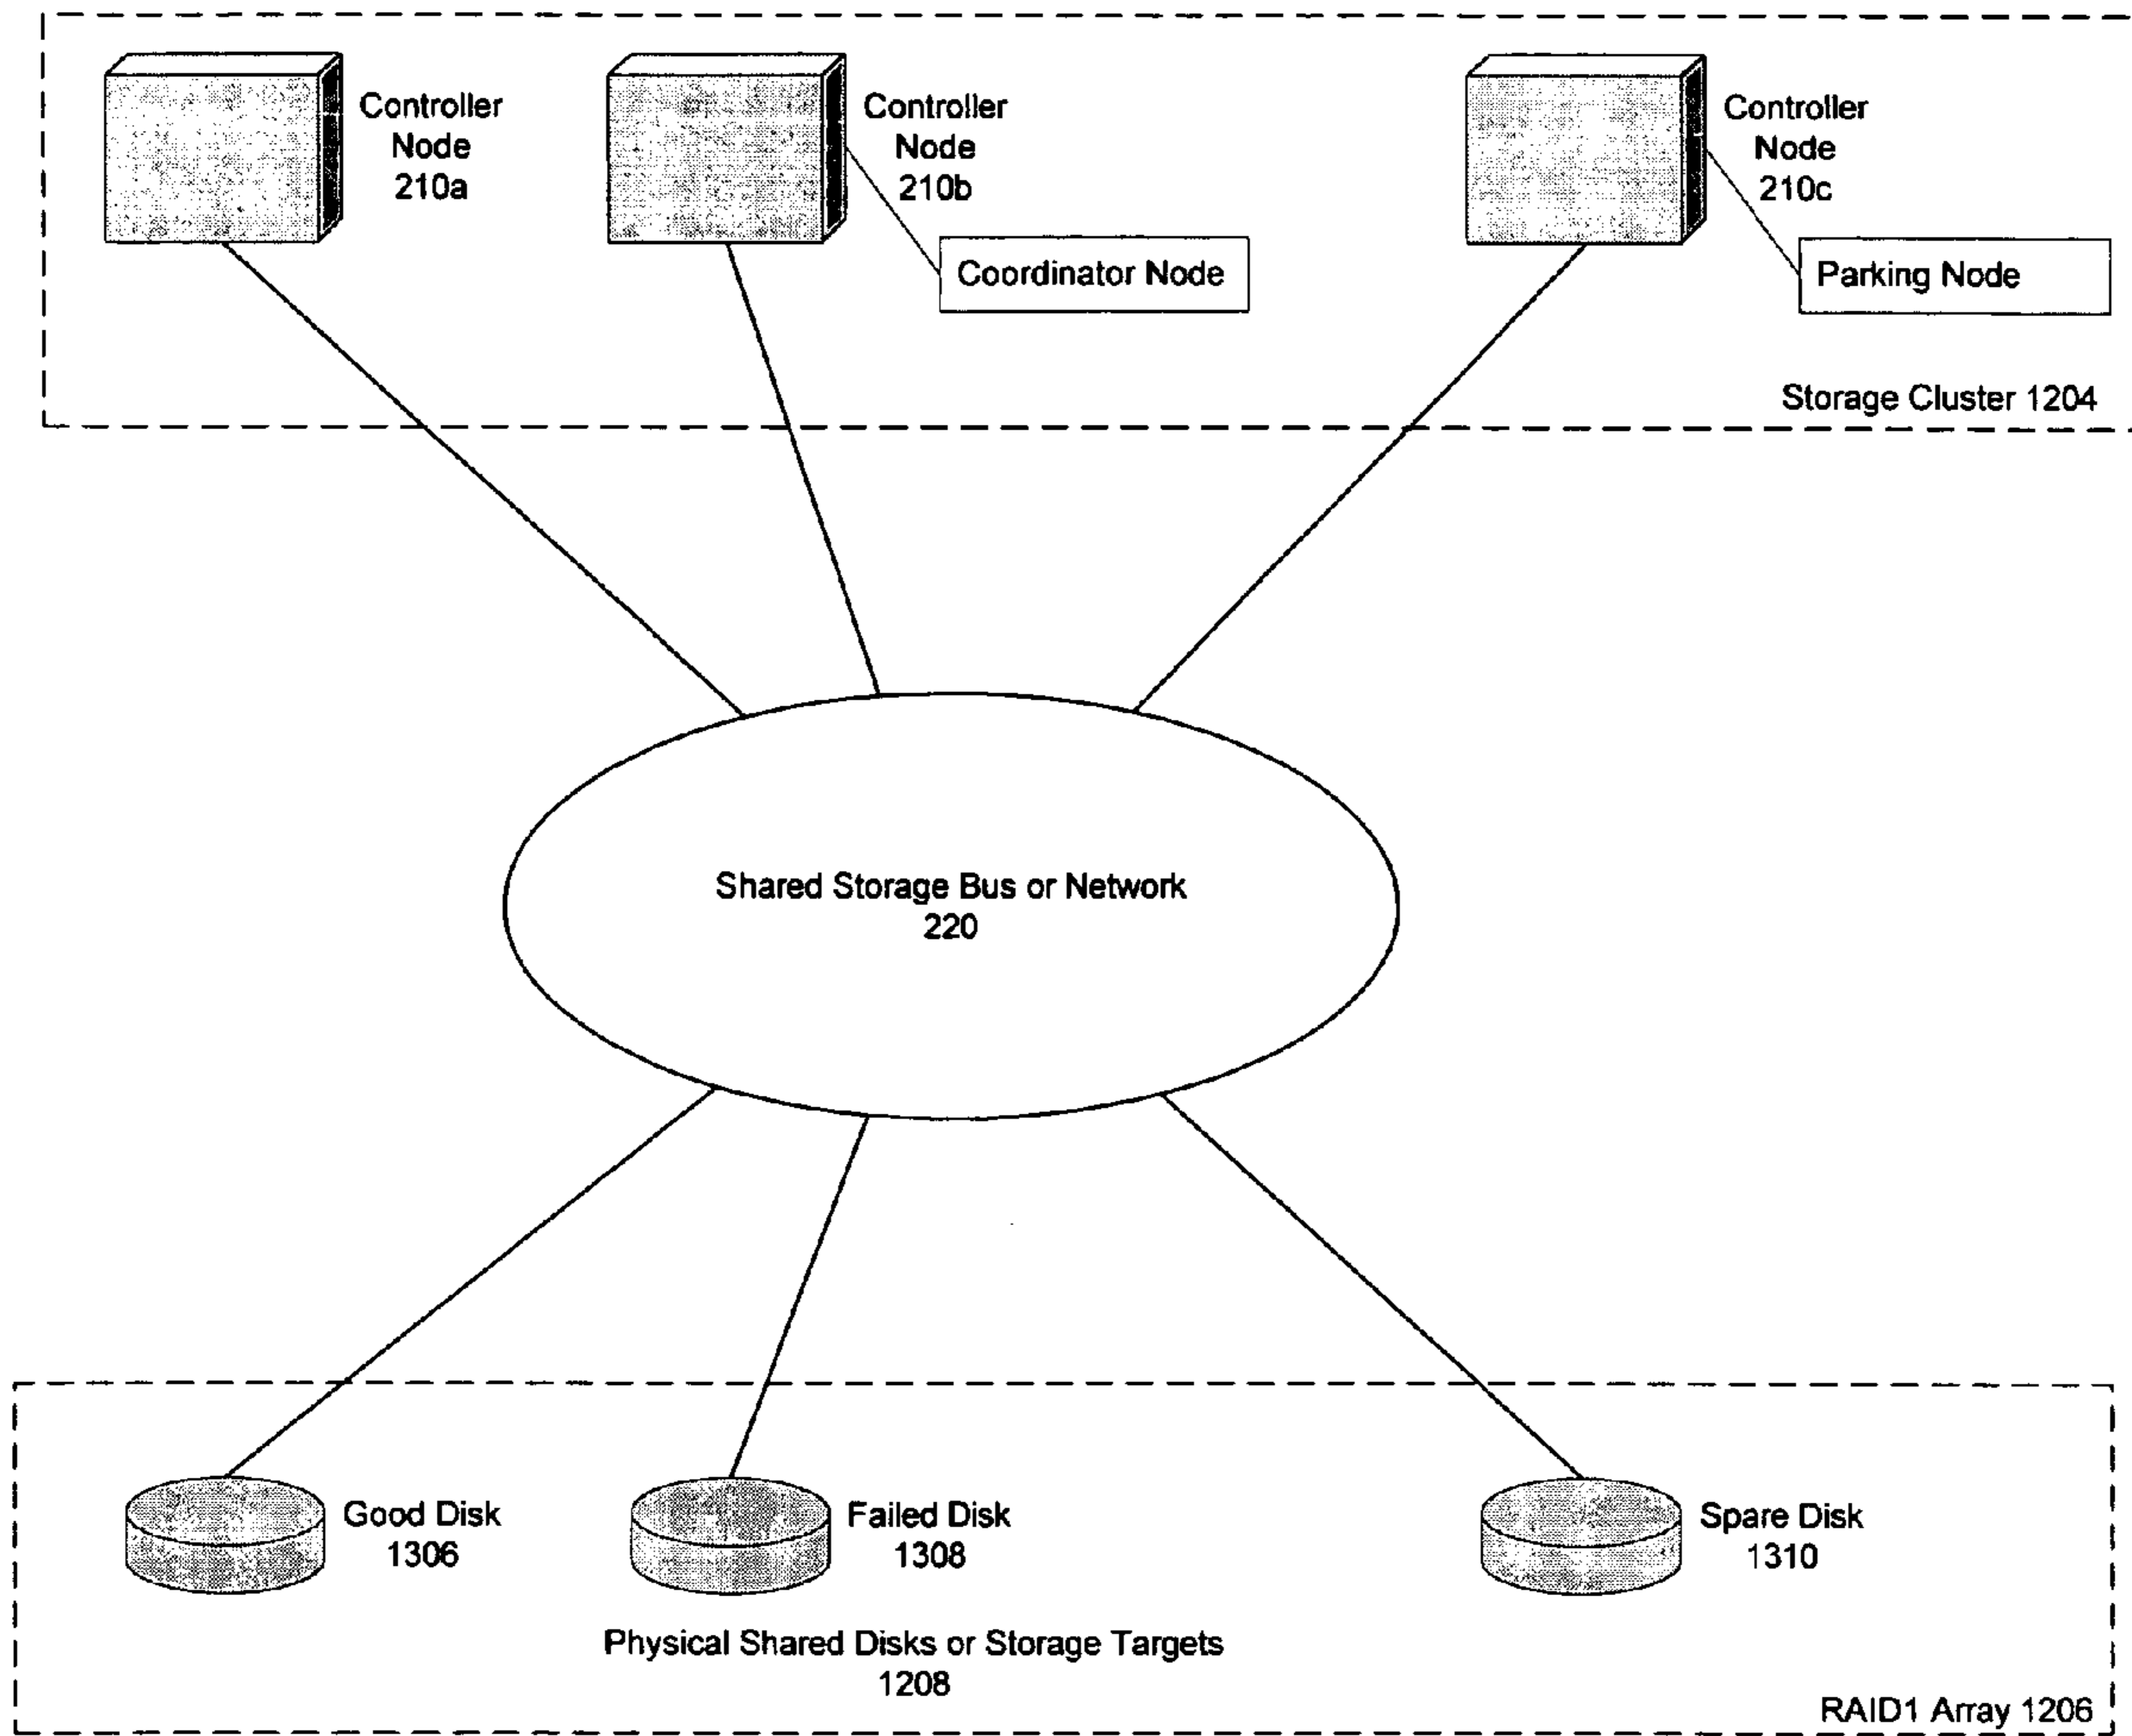 Controller
Node
210a
Controller
Node
210b
Controller
Node
210c
Coordinator Node
Parking Node
Storage Cluster 1204
Shared Storage Bus or Network
220
Good Disk
1306
Failed Disk
1308
Spare Disk
1310
Physical Shared Disks or Storage Targets
1208
RAID1 Array 1206